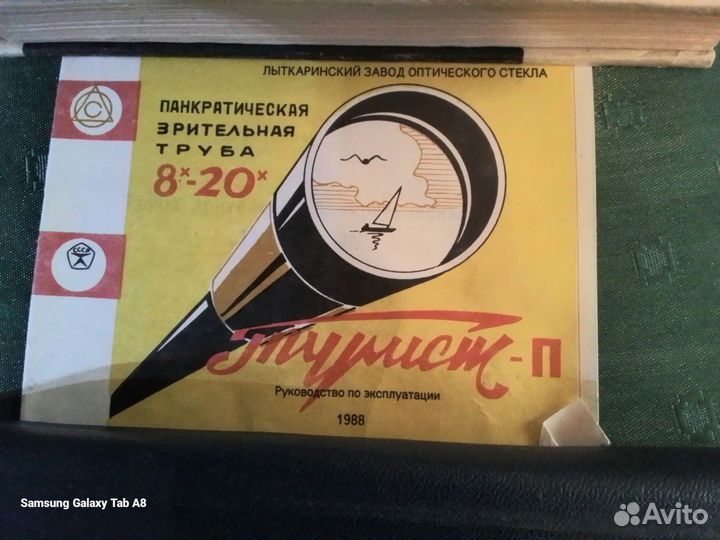 ЛЫТКАРИНСКИЙ ЗАВОД ОПТИЧЕСКОГО СТЕКЛА
С
ПАНКРАТИЧЕСКАЯ
ЗРИТЕЛЬНАЯ
ТРУБА
8ˣ-20ˣ
СССР
Турист-П
Руководство по эксплуатации
1988
Samsung Galaxy Tab A8
Avito